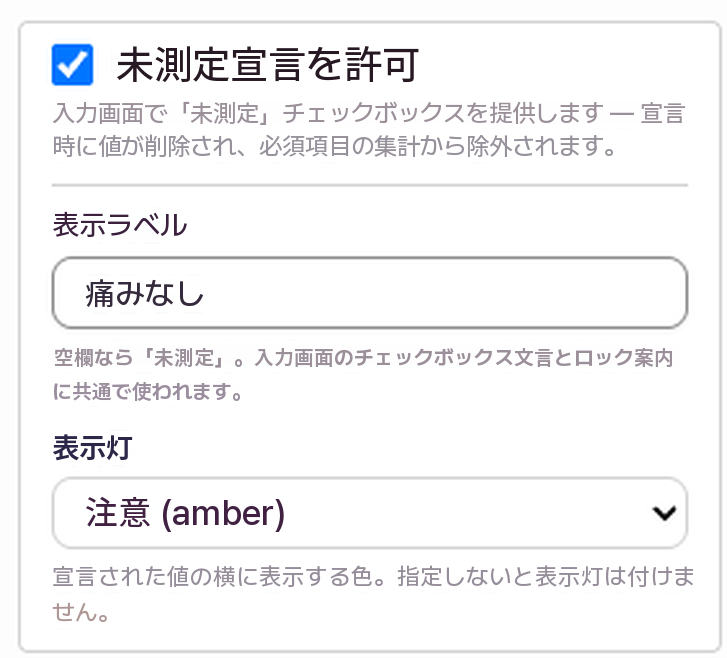 未測定宣言を許可
入力画面で「未測定」チェックボックスを提供します — 宣言
時に値が削除され、必須項目の集計から除外されます。
表示ラベル
痛みなし
空欄なら「未測定」。入力画面のチェックボックス文言とロック案内
に共通で使われます。
表示灯
注意 (amber)
宣言された値の横に表示する色。指定しないと表示灯は付けま
せん。